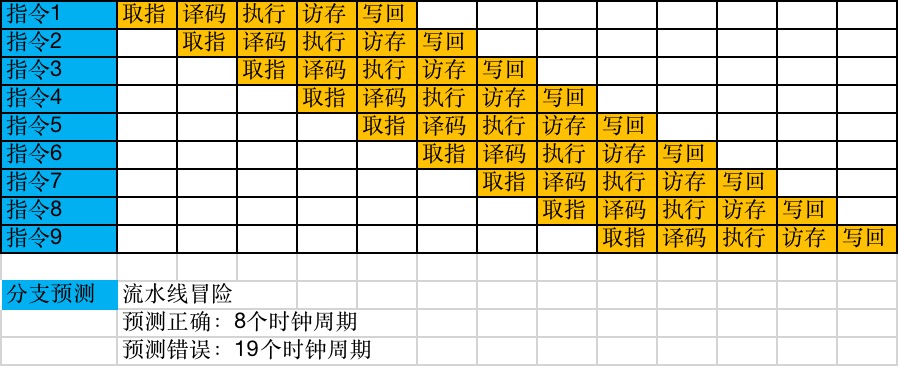 指令1 取指 译码 执行 访存 写回
指令2 取指 译码 执行 访存 写回
指令3 取指 译码 执行 访存 写回
指令4 取指 译码 执行 访存 写回
指令5 取指 译码 执行 访存 写回
指令6 取指 译码 执行 访存 写回
指令7 取指 译码 执行 访存 写回
指令8 取指 译码 执行 访存 写回
指令9 取指 译码 执行 访存 写回
分支预测 流水线冒险
预测正确：8个时钟周期
预测错误：19个时钟周期